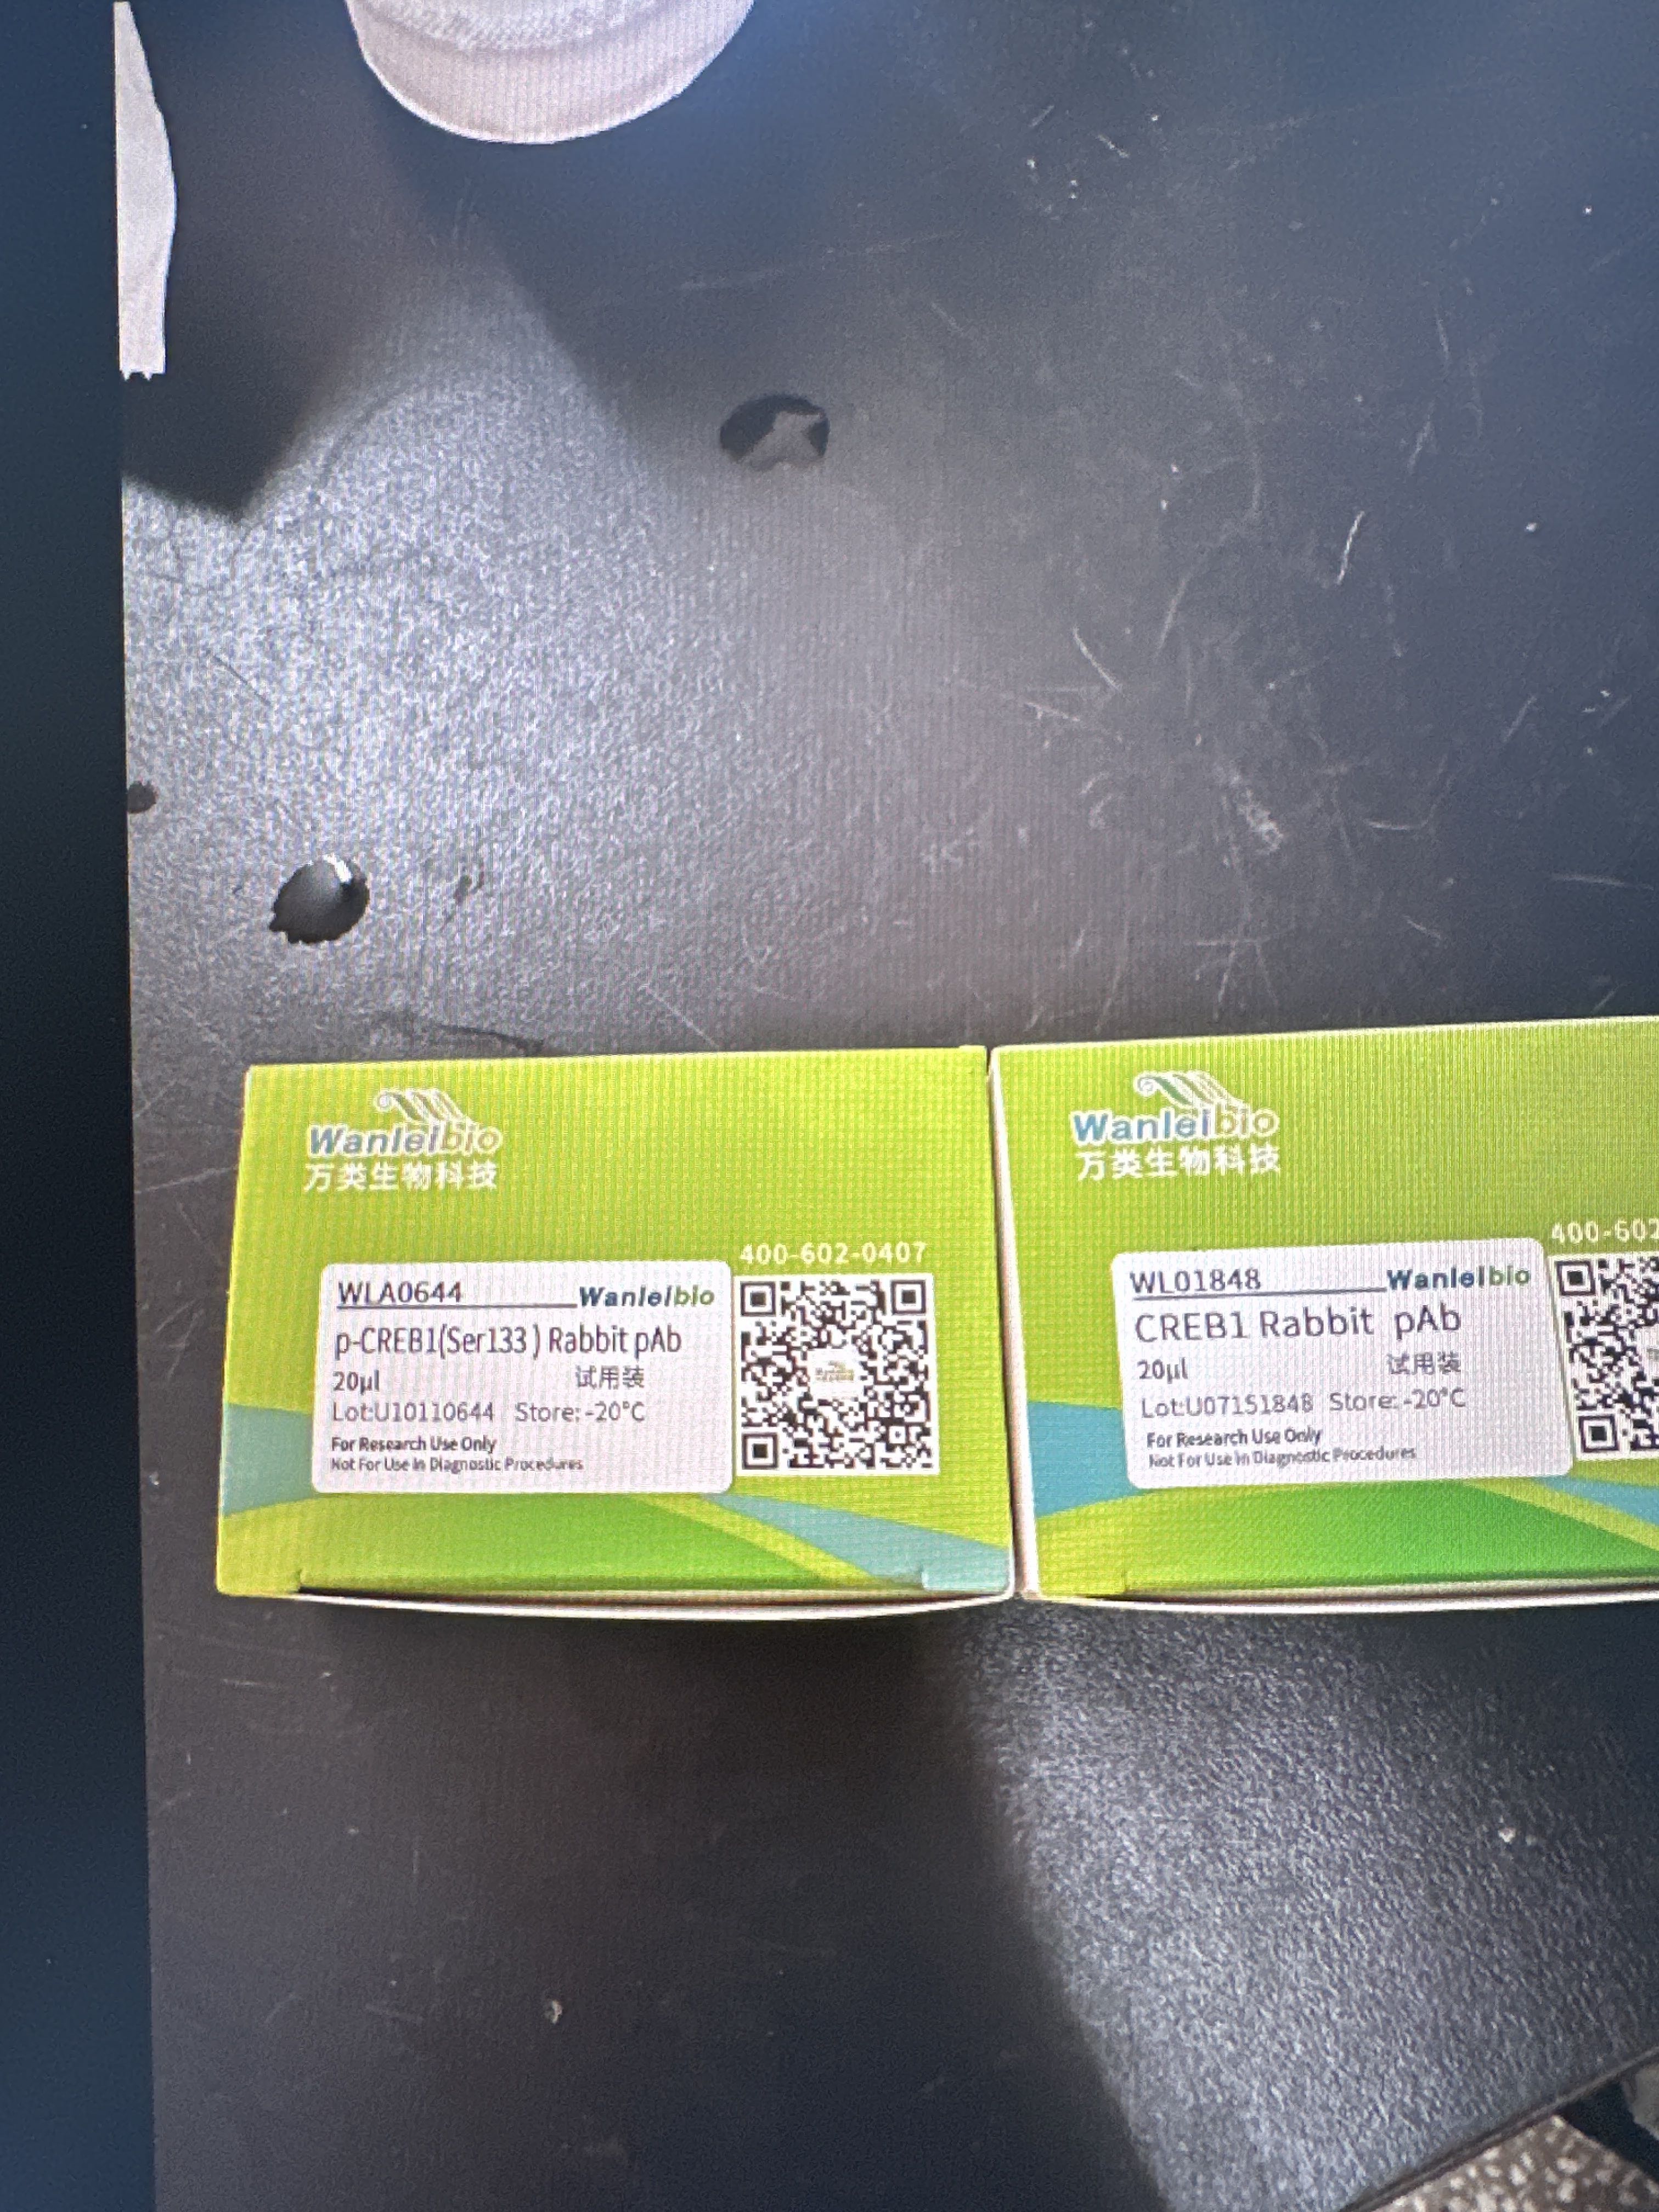 Wanleibio
万类生物科技
400-602-0407
WLA0644 Wanleibio
p-CREB1(Ser133) Rabbit pAb
20μl 试用装
Lot:U10110644 Store:-20°C
For Research Use Only
Not For Use In Diagnostic Procedures
Wanleibio
万类生物科技
400-602
WL01848 Wanleibio
CREB1 Rabbit pAb
20μl 试用装
Lot:U07151848 Store:-20°C
For Research Use Only
Not For Use In Diagnostic Procedures